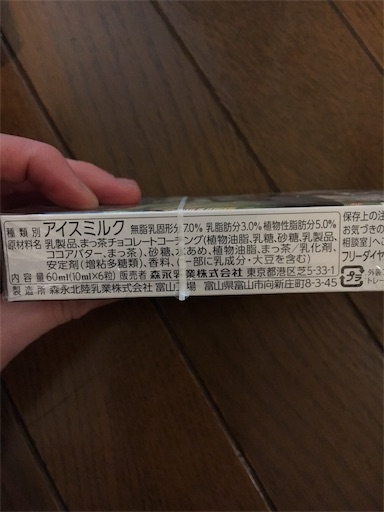 種類別 アイスミルク 無脂乳固形分7.0% 乳脂肪分3.0% 植物性脂肪分5.0%
原材料名 乳製品、まっ茶チョコレートコーチング(植物油脂、乳糖、砂糖、乳製品、
ココアバター、まっ茶)、砂糖、水あめ、植物油脂、まっ茶/乳化剤、
安定剤(増粘多糖類)、香料、(一部に乳成分・大豆を含む)
60ml(10ml×6粒) 販売者 森永乳業株式会社 東京都港区芝5-33-1
製造所 森永北陸乳業株式会社 富山工場 富山県富山市向新庄町8-3-45
保存上の注
お気づきの
相談室」へご
フリーダイヤ
プラ
外箱
トレー